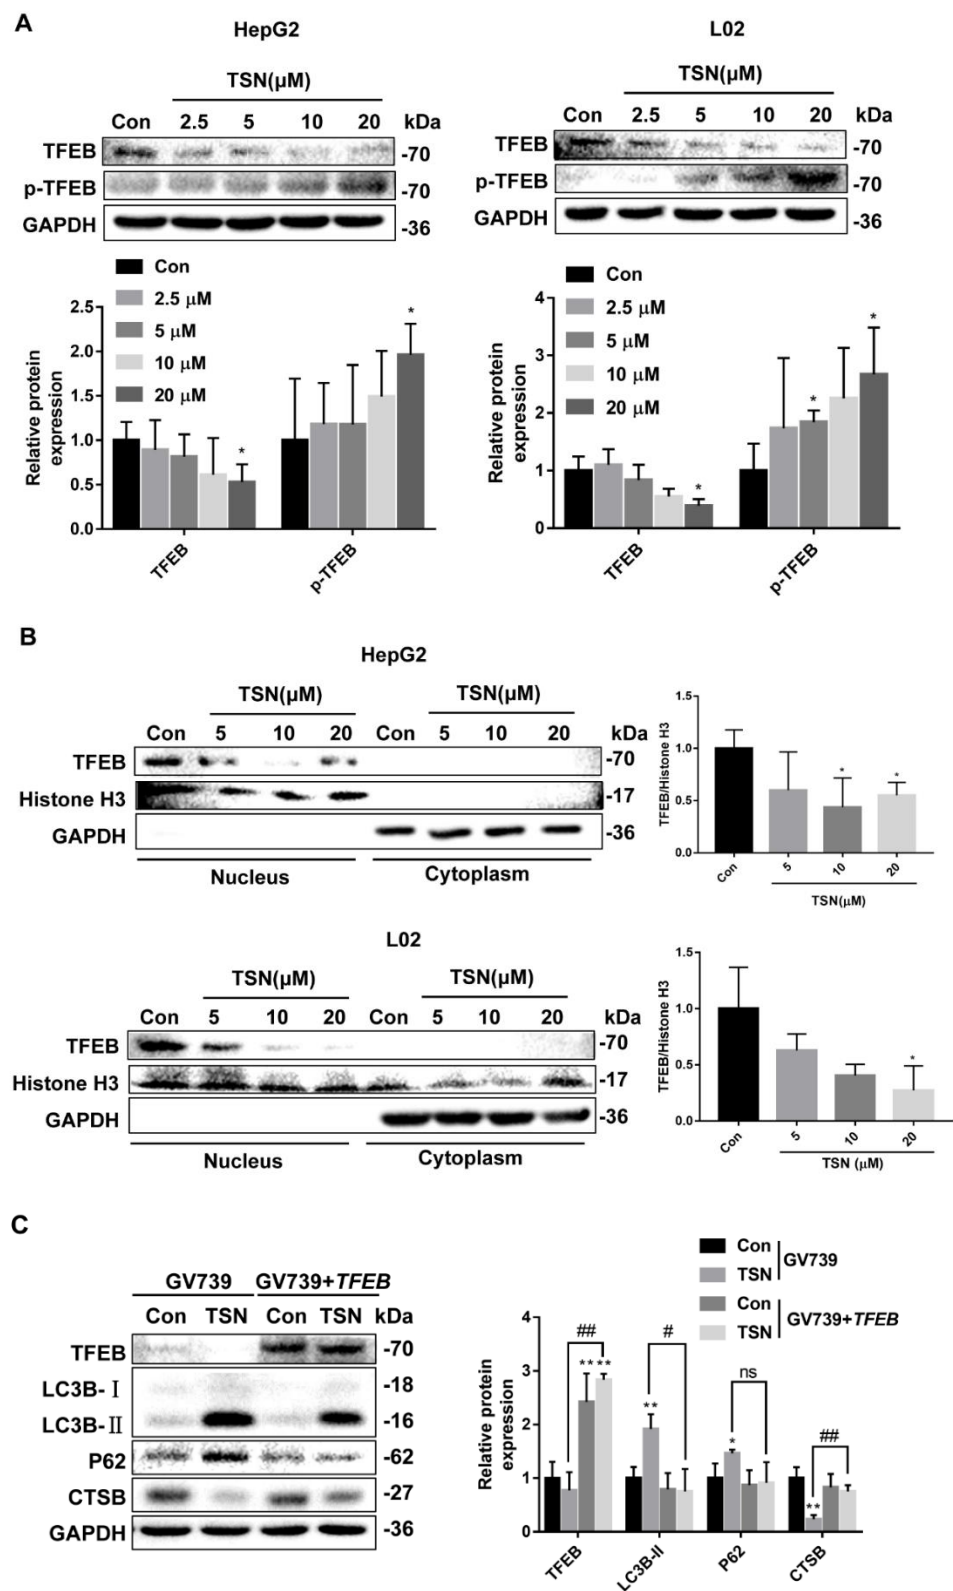 A
HepG2
L02
TSN(μM)
Con 2.5 5 10 20 kDa
TFEB -70
p-TFEB -70
GAPDH -36
TSN(μM)
Con 2.5 5 10 20 kDa
TFEB -70
p-TFEB -70
GAPDH -36
Con
2.5 μM
5 μM
10 μM
20 μM
Relative protein
expression
2.5
2.0
1.5
1.0
0.5
0.0
* *
TFEB p-TFEB
Con
2.5 μM
5 μM
10 μM
20 μM
Relative protein
expression
4
3
2
1
0
* * *
TFEB p-TFEB
B
HepG2
TSN(μM) TSN(μM)
Con 5 10 20 Con 5 10 20 kDa
TFEB -70
Histone H3 -17
GAPDH -36
Nucleus Cytoplasm
TFEB/Histone H3
1.5
1.0
0.5
0.0
* *
Con 5 10 20
TSN(μM)
L02
TSN(μM) TSN(μM)
Con 5 10 20 Con 5 10 20 kDa
TFEB -70
Histone H3 -17
GAPDH -36
Nucleus Cytoplasm
TFEB/Histone H3
1.5
1.0
0.5
0.0
*
Con 5 10 20
TSN (μM)
C
GV739 GV739+TFEB
Con TSN Con TSN kDa
TFEB -70
LC3B-Ⅰ -18
LC3B-Ⅱ -16
P62 -62
CTSB -27
GAPDH -36
Con
TSN
GV739
Con
TSN
GV739+TFEB
Relative protein
expression
4
3
2
1
0
## # ns ##
** ** ** * **
TFEB LC3B-II P62 CTSB